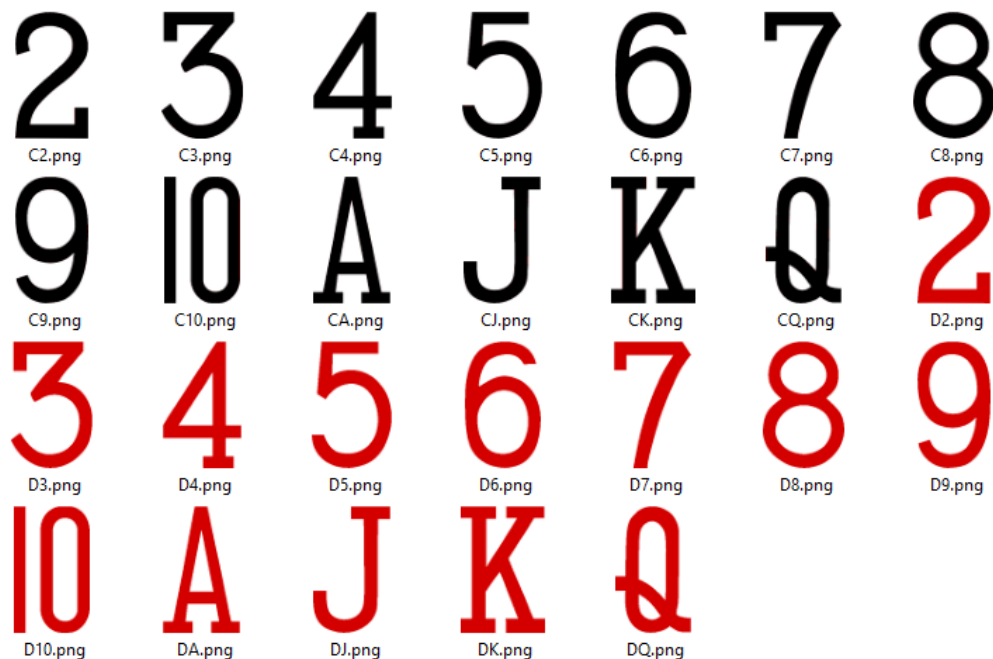 2 3 4 5 6 7 8
C2.png C3.png C4.png C5.png C6.png C7.png C8.png
9 10 A J K Q 2
C9.png C10.png CA.png CJ.png CK.png CQ.png D2.png
3 4 5 6 7 8 9
D3.png D4.png D5.png D6.png D7.png D8.png D9.png
10 A J K Q
D10.png DA.png DJ.png DK.png DQ.png